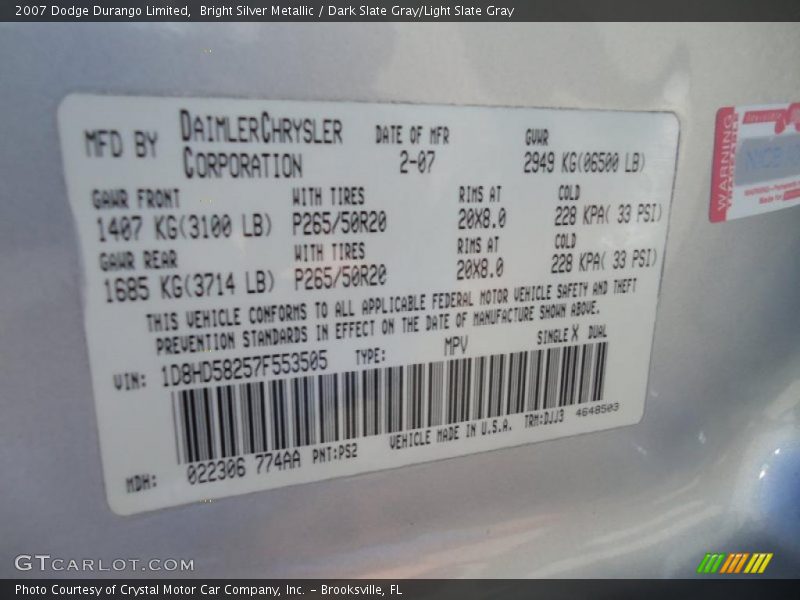 2007 Dodge Durango Limited, Bright Silver Metallic / Dark Slate Gray/Light Slate Gray
MFD BY DAIMLERCHRYSLER CORPORATION DATE OF MFR 2-07 GVWR 2949 KG(06500 LB)
GAWR FRONT WITH TIRES RIMS AT COLD
1407 KG(3100 LB) P265/50R20 20X8.0 228 KPA( 33 PSI)
GAWR REAR WITH TIRES RIMS AT COLD
1685 KG(3714 LB) P265/50R20 20X8.0 228 KPA( 33 PSI)
THIS VEHICLE CONFORMS TO ALL APPLICABLE FEDERAL MOTOR VEHICLE SAFETY AND THEFT
PREVENTION STANDARDS IN EFFECT ON THE DATE OF MANUFACTURE SHOWN ABOVE.
VIN: 1D8HD58257F553505 TYPE: MPV SINGLE X DUAL
MDH: 022306 774AA PNT:PS2 VEHICLE MADE IN U.S.A. TRM:DJJ3 4648503
WARNING
GTCARLOT.COM
Photo Courtesy of Crystal Motor Car Company, Inc. – Brooksville, FL